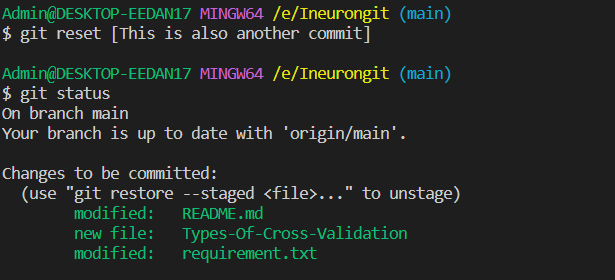 Admin@DESKTOP-EEDAN17 MINGW64 /e/Ineurongit (main)
$ git reset [This is also another commit]
Admin@DESKTOP-EEDAN17 MINGW64 /e/Ineurongit (main)
$ git status
On branch main
Your branch is up to date with 'origin/main'.
Changes to be committed:
  (use "git restore --staged <file>..." to unstage)
        modified:   README.md
        new file:   Types-Of-Cross-Validation
        modified:   requirement.txt